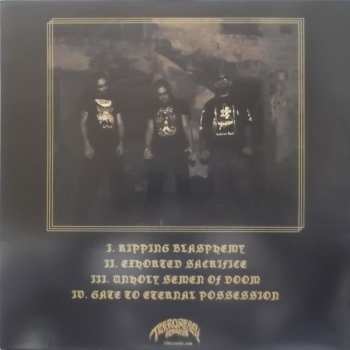 I. RIPPING BLASPHEMY
II. EXHORTED SACRIFICE
III. UNHOLY SEMEN OF DOOM
IV. GATE TO ETERNAL POSSESSION